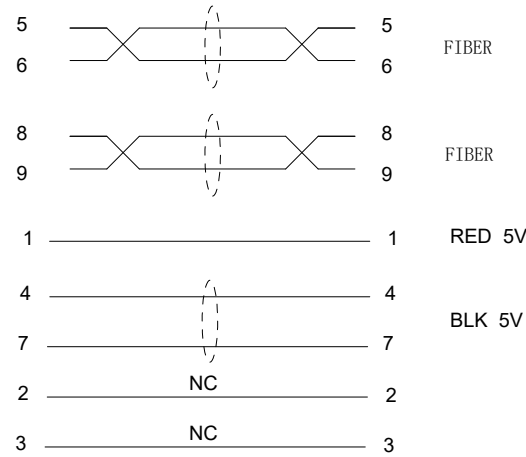 5 5
FIBER
6 6
8 8
FIBER
9 9
1 1 RED 5V
4 4
BLK 5V
7 7
NC
2 2
NC
3 3